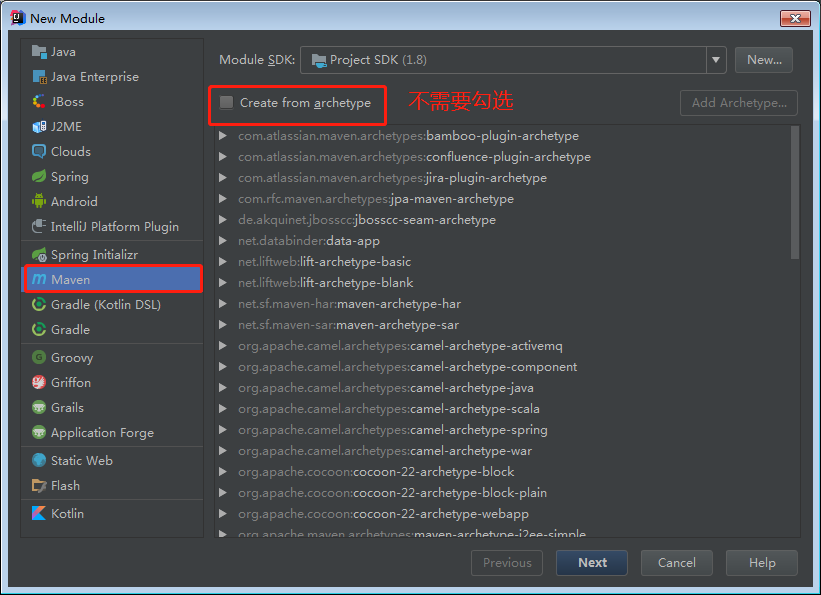 New Module
Java
Java Enterprise
JBoss
J2ME
Clouds
Spring
Android
IntelliJ Platform Plugin
Spring Initializr
Maven
Gradle (Kotlin DSL)
Gradle
Groovy
Griffon
Grails
Application Forge
Static Web
Flash
Kotlin
Module SDK: Project SDK (1.8) New...
Create from archetype 不需要勾选 Add Archetype...
com.atlassian.maven.archetypes:bamboo-plugin-archetype
com.atlassian.maven.archetypes:confluence-plugin-archetype
com.atlassian.maven.archetypes:jira-plugin-archetype
com.rfc.maven.archetypes:jpa-maven-archetype
de.akquinet.jbosscc:jbosscc-seam-archetype
net.databinder:data-app
net.liftweb:lift-archetype-basic
net.liftweb:lift-archetype-blank
net.sf.maven-har:maven-archetype-har
net.sf.maven-sar:maven-archetype-sar
org.apache.camel.archetypes:camel-archetype-activemq
org.apache.camel.archetypes:camel-archetype-component
org.apache.camel.archetypes:camel-archetype-java
org.apache.camel.archetypes:camel-archetype-scala
org.apache.camel.archetypes:camel-archetype-spring
org.apache.camel.archetypes:camel-archetype-war
org.apache.cocoon:cocoon-22-archetype-block
org.apache.cocoon:cocoon-22-archetype-block-plain
org.apache.cocoon:cocoon-22-archetype-webapp
org.apache.maven.archetypes:maven-archetype-j2ee-simple
Previous Next Cancel Help